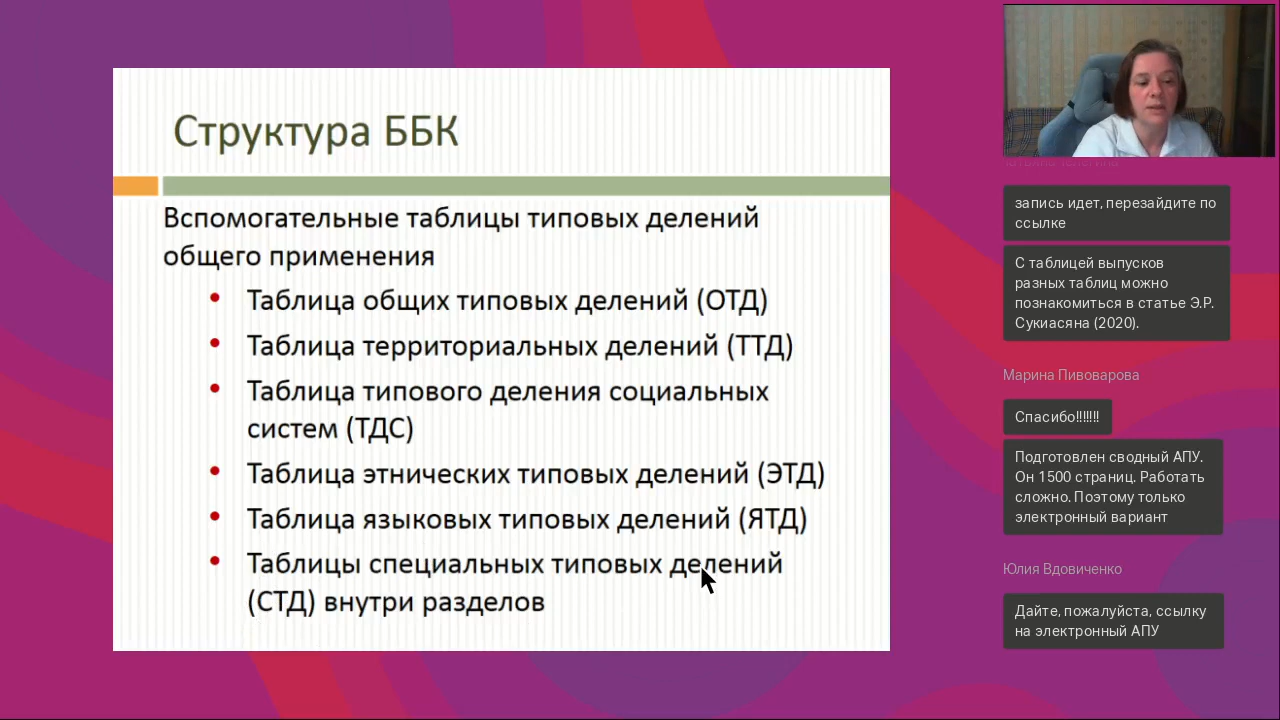 Структура ББК
Вспомогательные таблицы типовых делений
общего применения
Таблица общих типовых делений (ОТД)
Таблица территориальных делений (ТТД)
Таблица типового деления социальных
систем (ТДС)
Таблица этнических типовых делений (ЭТД)
Таблица языковых типовых делений (ЯТД)
Таблицы специальных типовых делений
(СТД) внутри разделов
запись идет, перезайдите по
ссылке
С таблицей выпусков
разных таблиц можно
познакомиться в статье Э.Р.
Сукиасяна (2020).
Марина Пивоварова
Спасибо!!!!!!!
Подготовлен сводный АПУ.
Он 1500 страниц. Работать
сложно. Поэтому только
электронный вариант
Юлия Вдовиченко
Дайте, пожалуйста, ссылку
на электронный АПУ